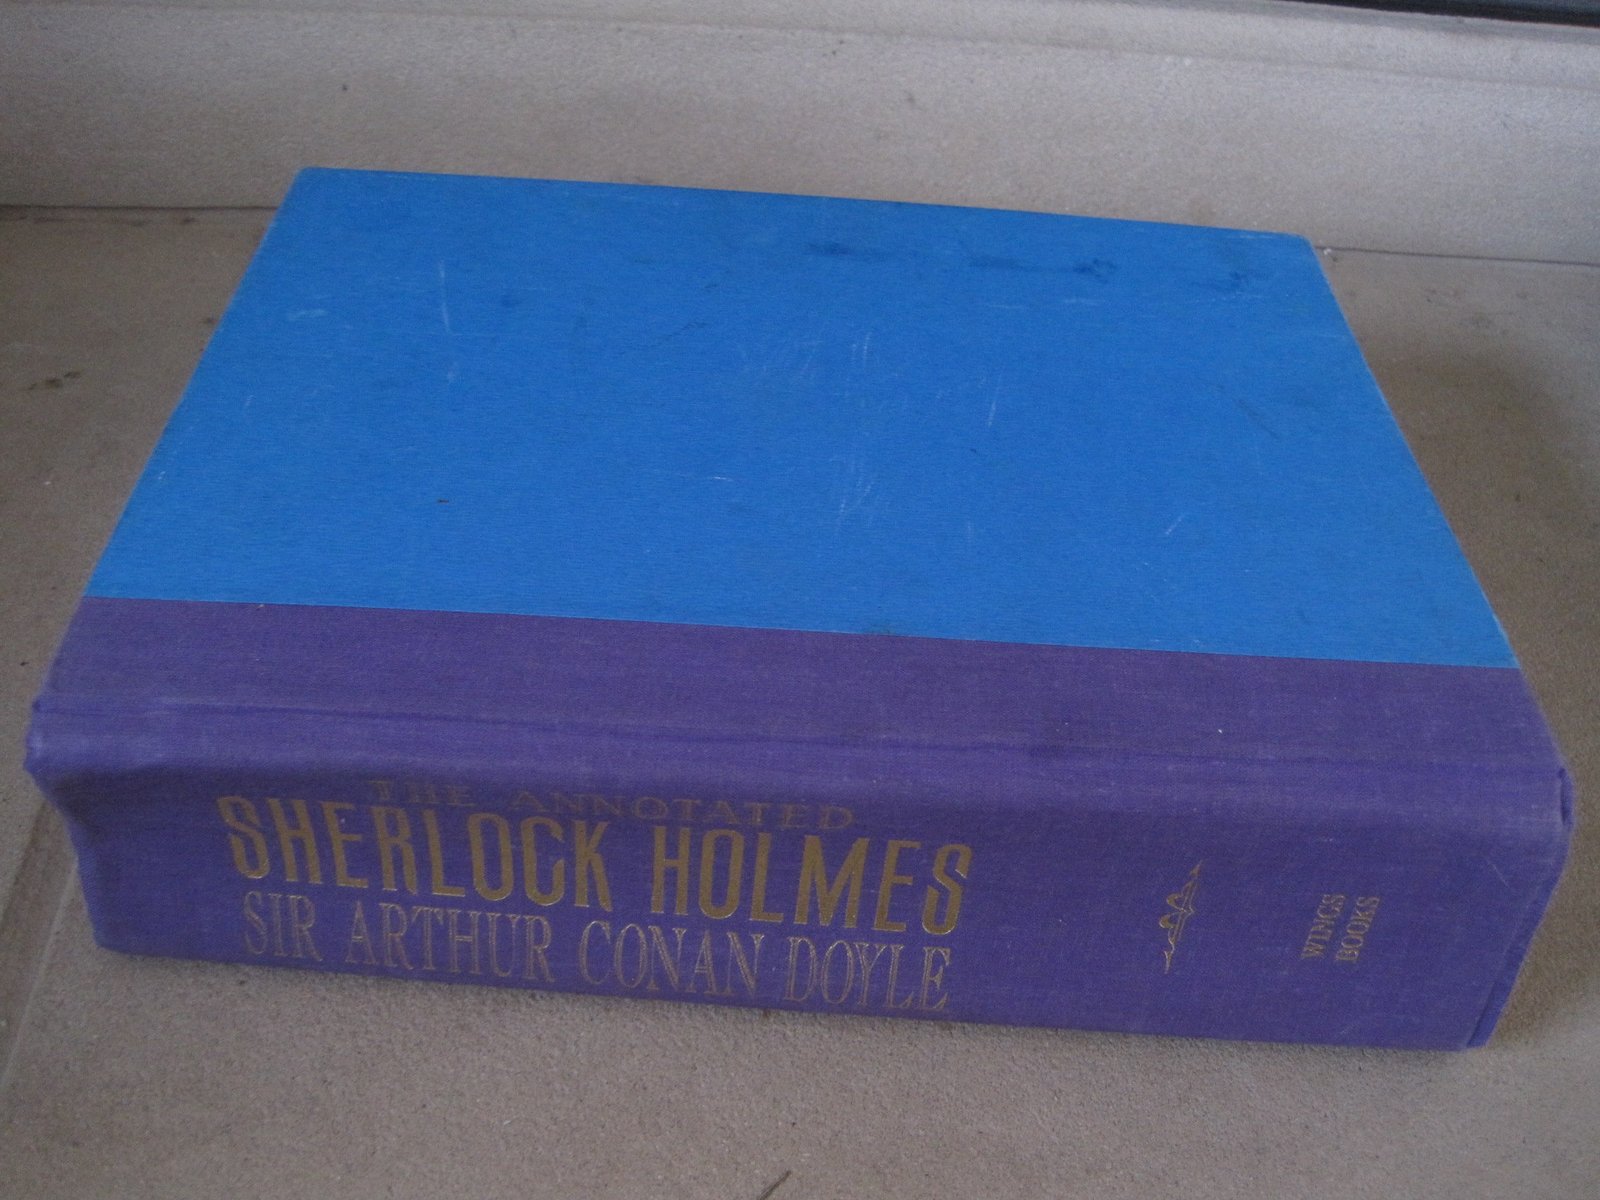 THE ANNOTATED
SHERLOCK HOLMES
SIR ARTHUR CONAN DOYLE
WINGS
BOOKS